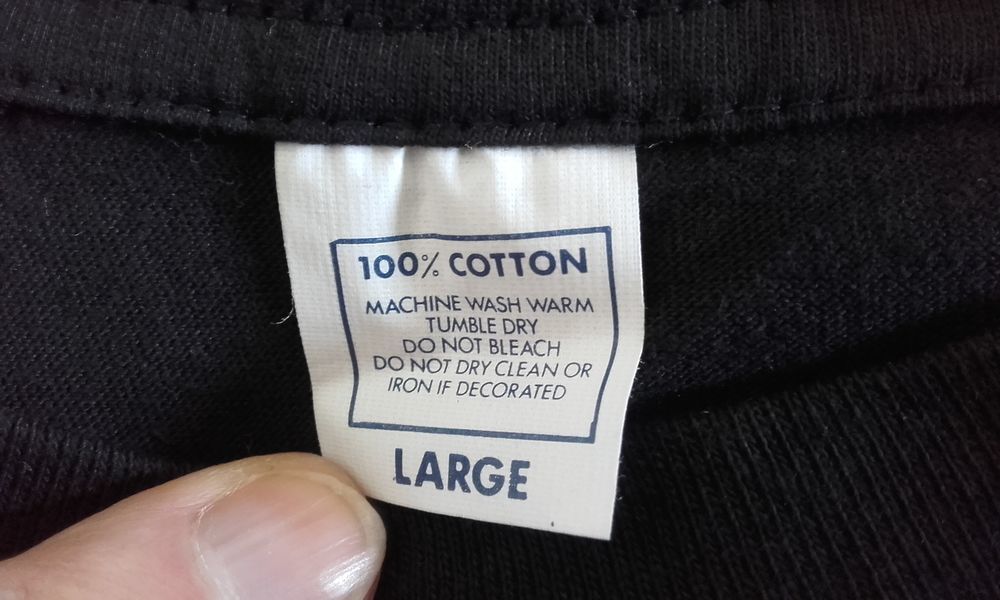 100% COTTON
MACHINE WASH WARM
TUMBLE DRY
DO NOT BLEACH
DO NOT DRY CLEAN OR
IRON IF DECORATED
LARGE